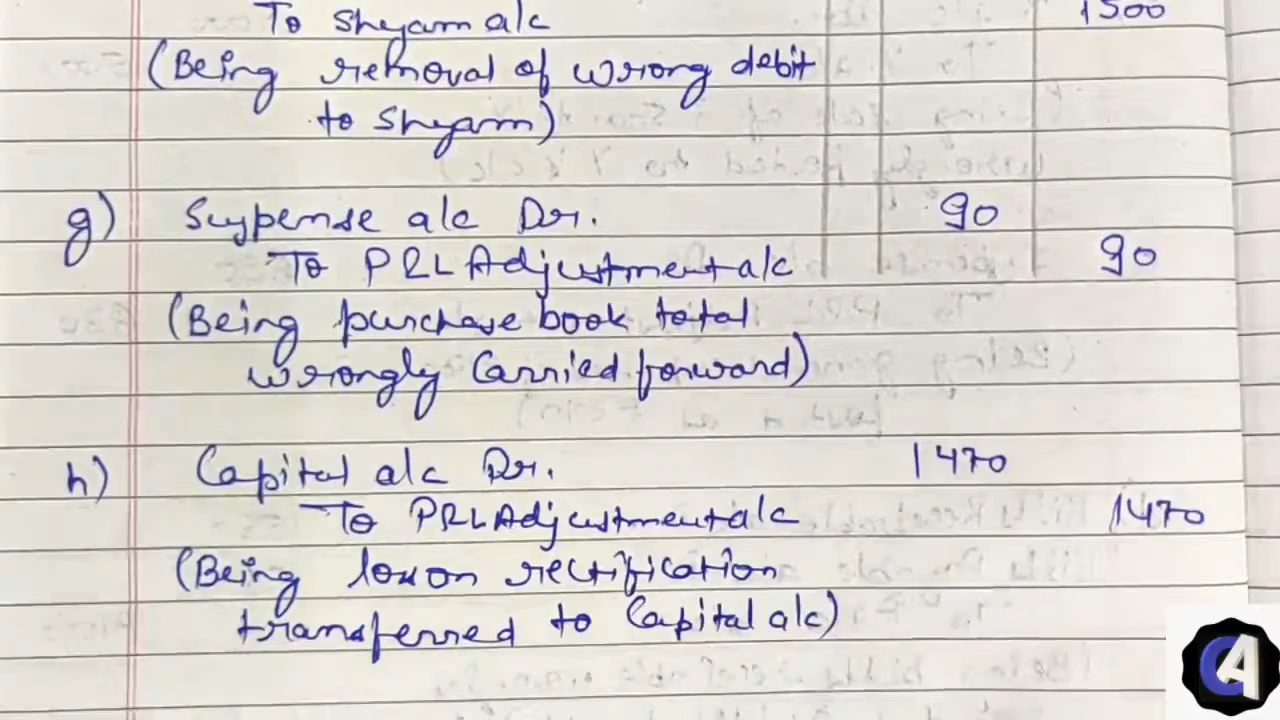 To Shyam a/c 1500
(Being removal of wrong debit
to Shyam)
g) Suspense a/c Dr. 90
To P&L Adjustment a/c 90
(Being purchase book total
wrongly Carried forward)
h) Capital a/c Dr. 1470
To P&L Adjustment a/c 1470
(Being loss on rectification
transferred to Capital a/c)
CA